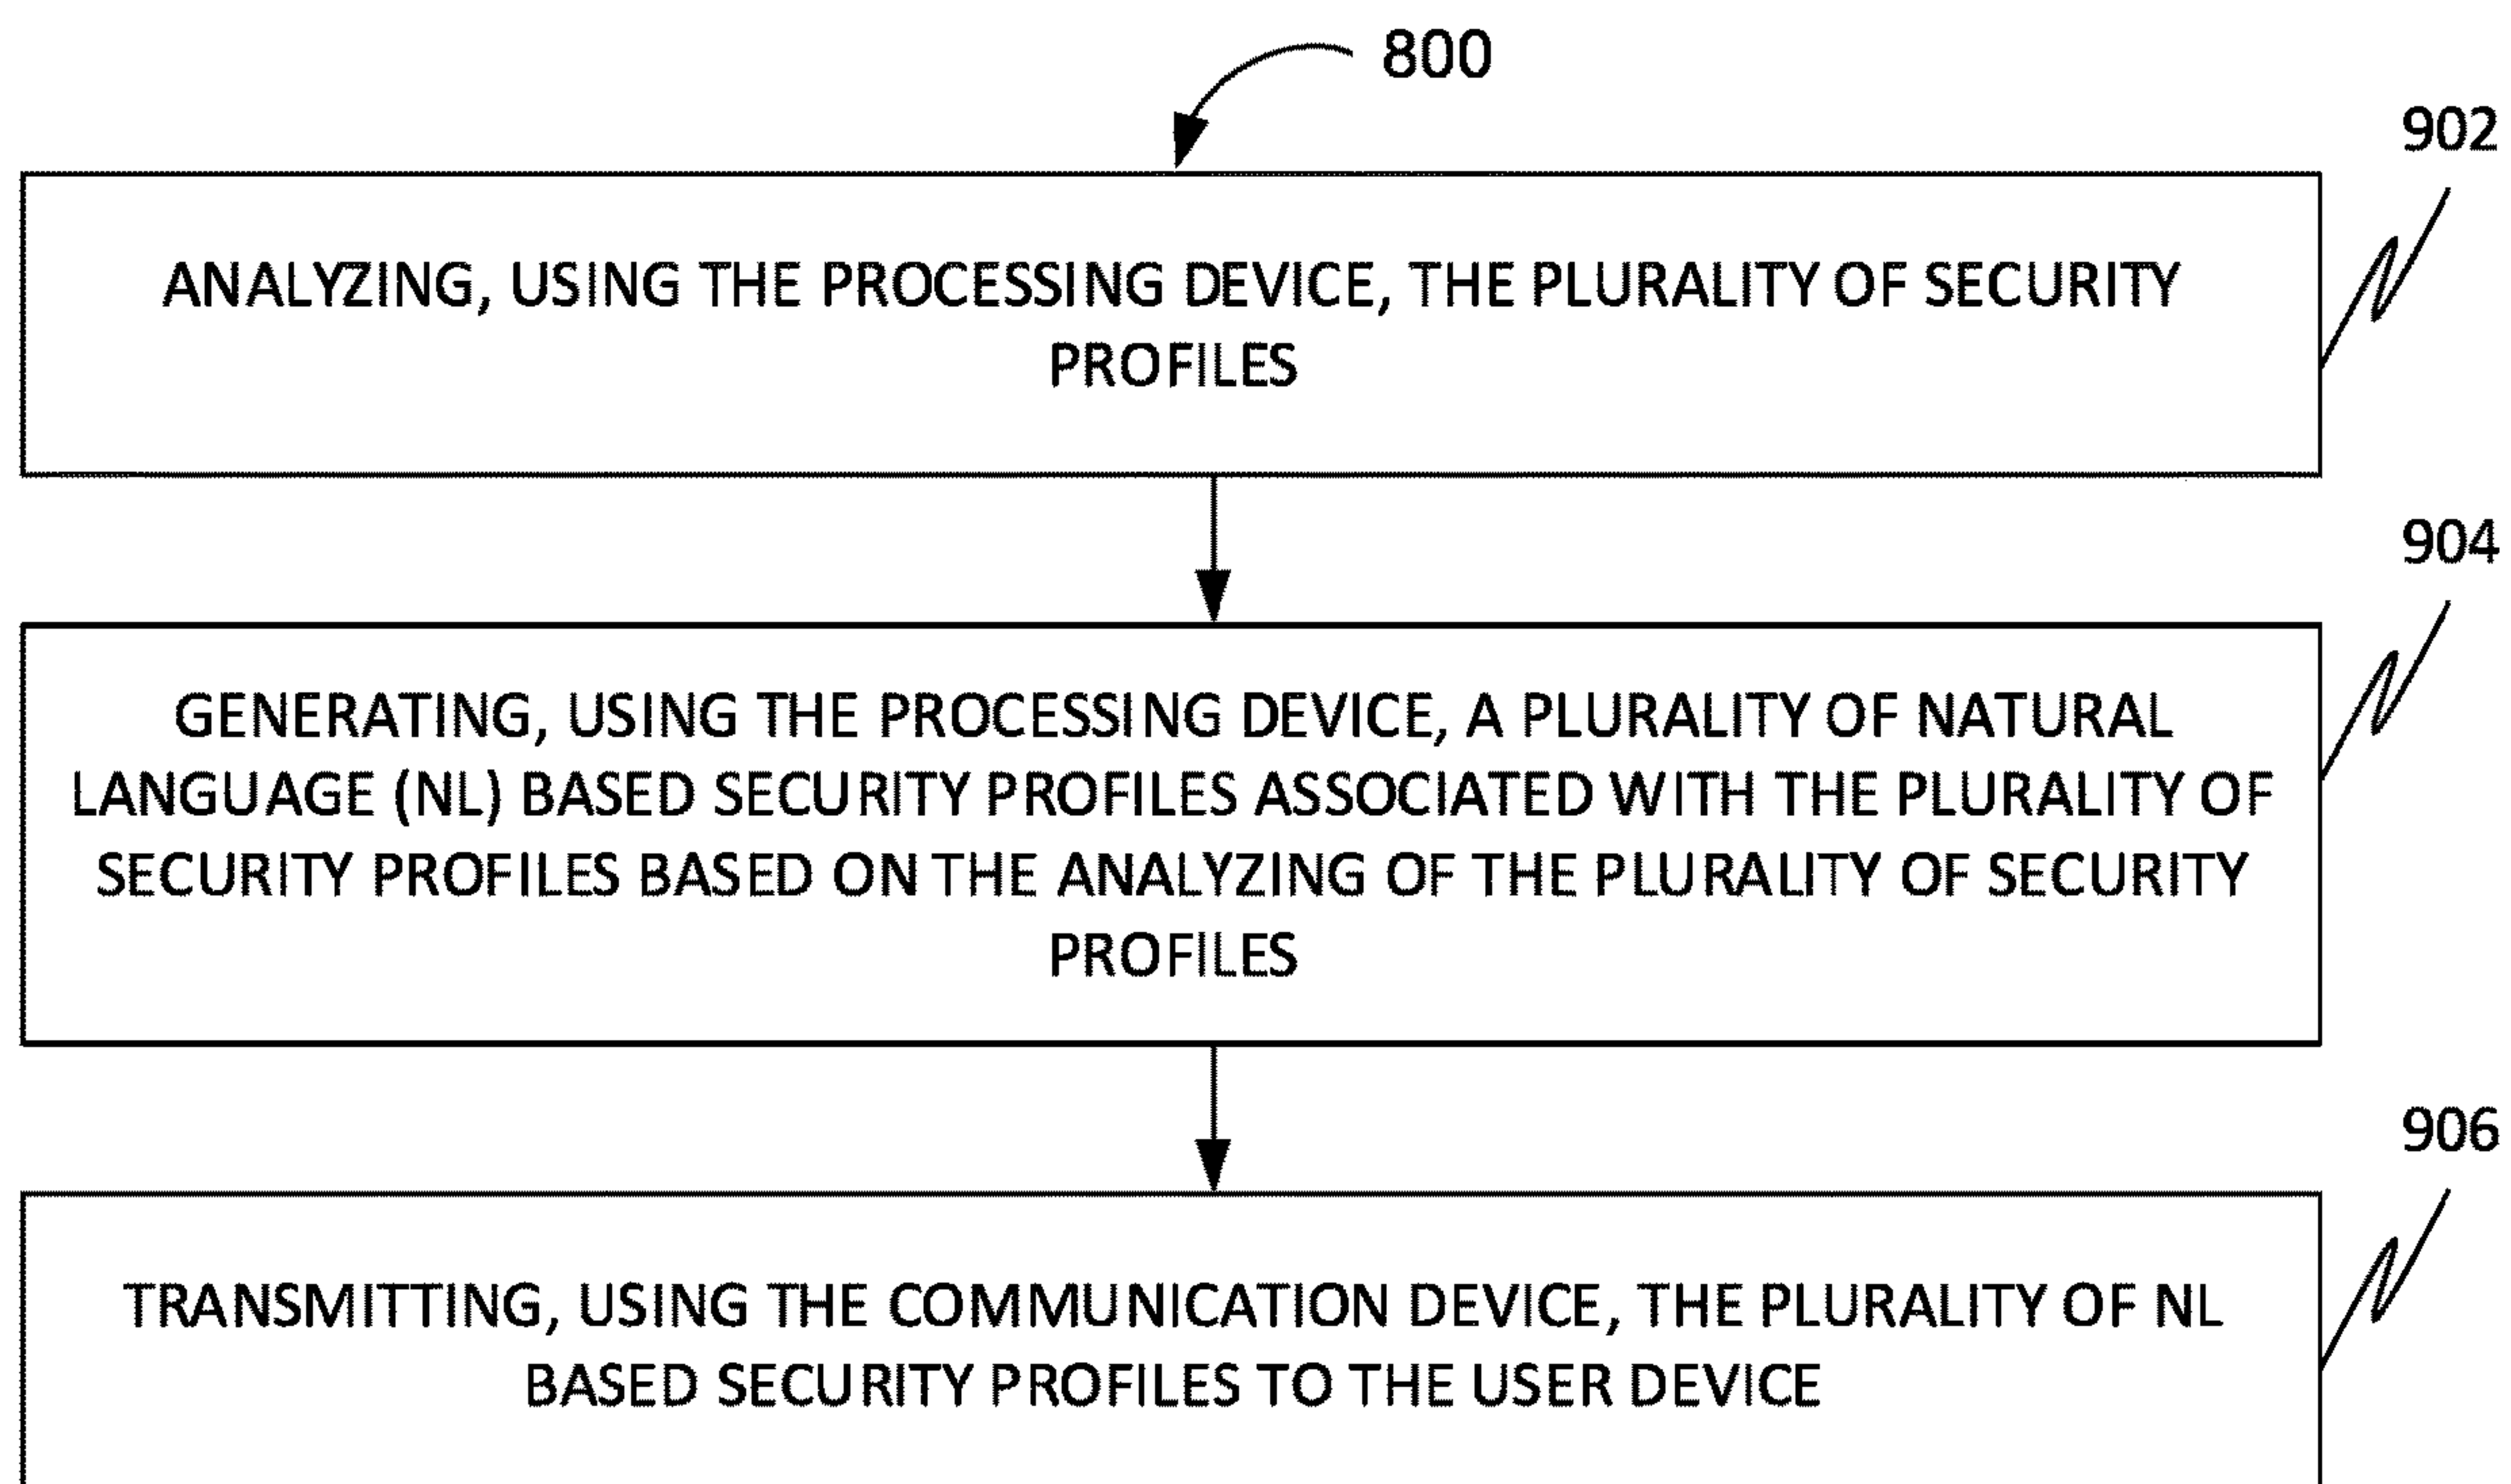 800
902
ANALYZING, USING THE PROCESSING DEVICE, THE PLURALITY OF SECURITY
PROFILES
904
GENERATING, USING THE PROCESSING DEVICE, A PLURALITY OF NATURAL
LANGUAGE (NL) BASED SECURITY PROFILES ASSOCIATED WITH THE PLURALITY OF
SECURITY PROFILES BASED ON THE ANALYZING OF THE PLURALITY OF SECURITY
PROFILES
906
TRANSMITTING, USING THE COMMUNICATION DEVICE, THE PLURALITY OF NL
BASED SECURITY PROFILES TO THE USER DEVICE